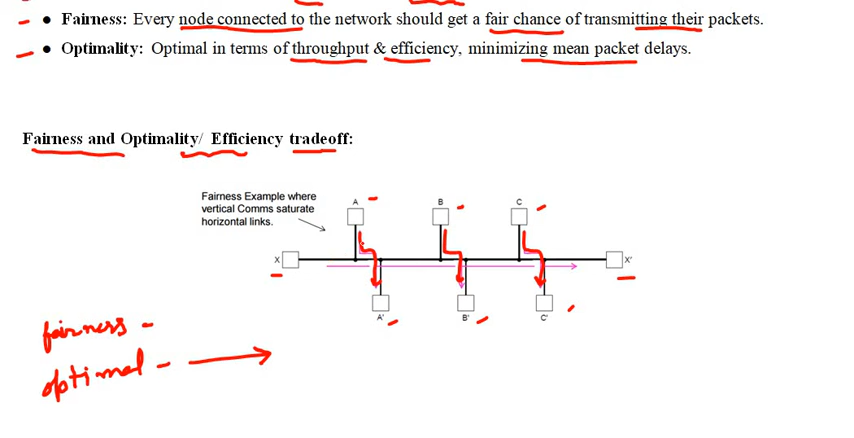 ● Fairness: Every node connected to the network should get a fair chance of transmitting their packets.
● Optimality: Optimal in terms of throughput & efficiency, minimizing mean packet delays.
Fairness and Optimality/ Efficiency tradeoff:
Fairness Example where
vertical Comms saturate
horizontal links.
A B C
X X'
A' B' C'
fairness -
optimal -